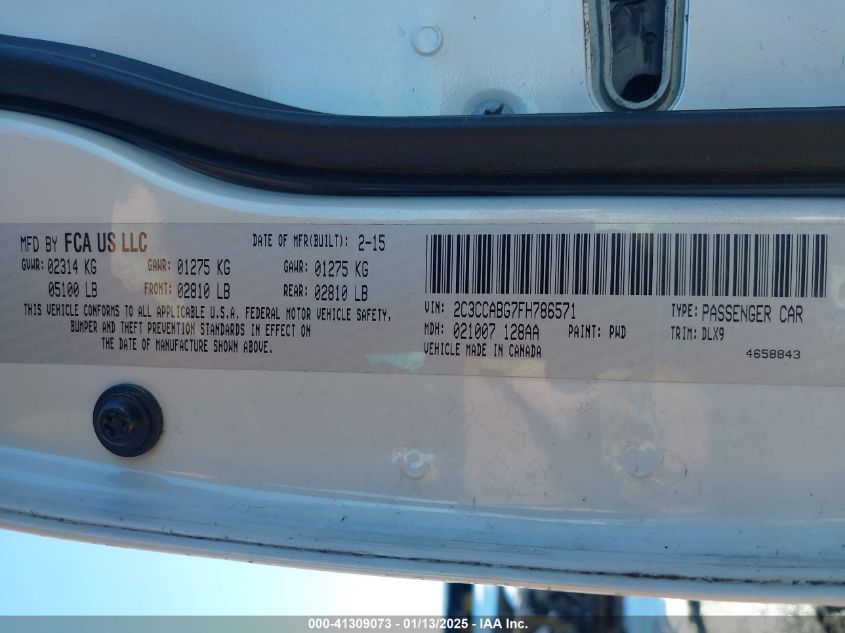 MFD BY FCA US LLC DATE OF MFR(BUILT): 2-15
GVWR: 02314 KG GAWR: 01275 KG GAWR: 01275 KG
05100 LB FRONT: 02810 LB REAR: 02810 LB
THIS VEHICLE CONFORMS TO ALL APPLICABLE U.S.A. FEDERAL MOTOR VEHICLE SAFETY,
BUMPER AND THEFT PREVENTION STANDARDS IN EFFECT ON
THE DATE OF MANUFACTURE SHOWN ABOVE.
VIN: 2C3CCABG7FH786571 TYPE: PASSENGER CAR
MDH: 021007 128AA PAINT: PWD TRIM: DLX9
VEHICLE MADE IN CANADA 4658843
000-41309073 - 01/13/2025 - IAA Inc.